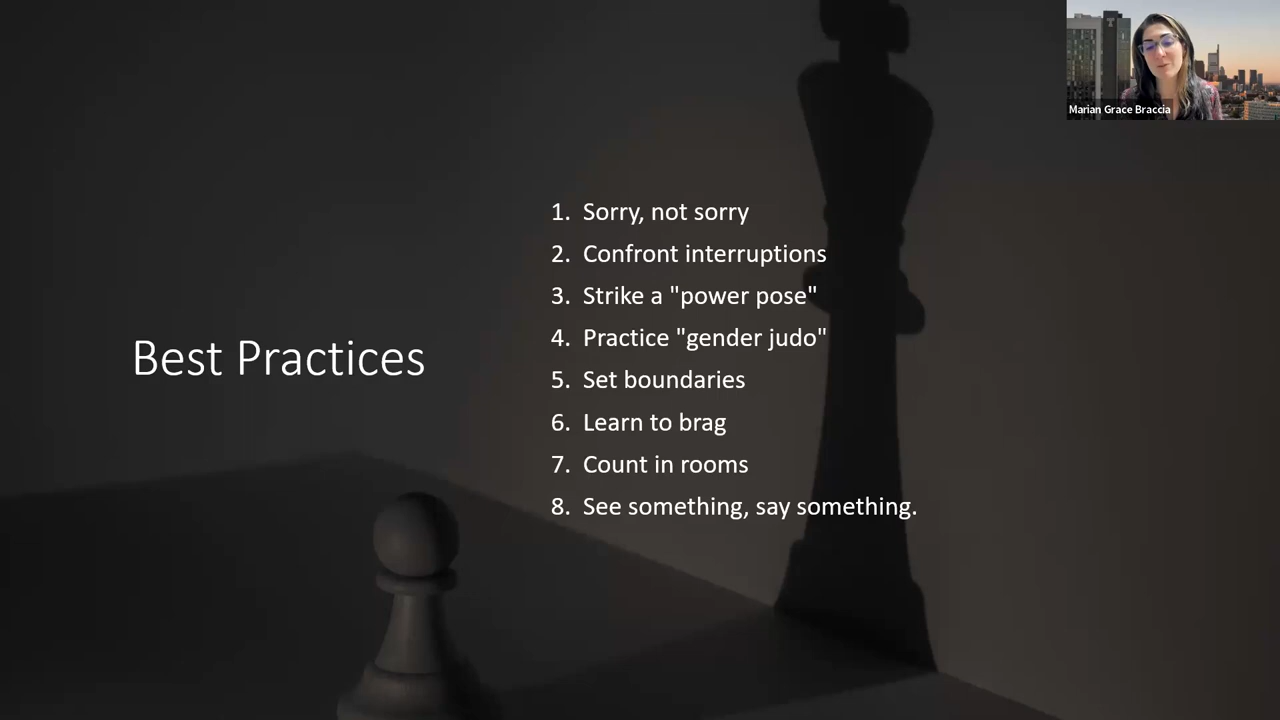 Marian Grace Braccia
Best Practices
1. Sorry, not sorry
2. Confront interruptions
3. Strike a "power pose"
4. Practice "gender judo"
5. Set boundaries
6. Learn to brag
7. Count in rooms
8. See something, say something.